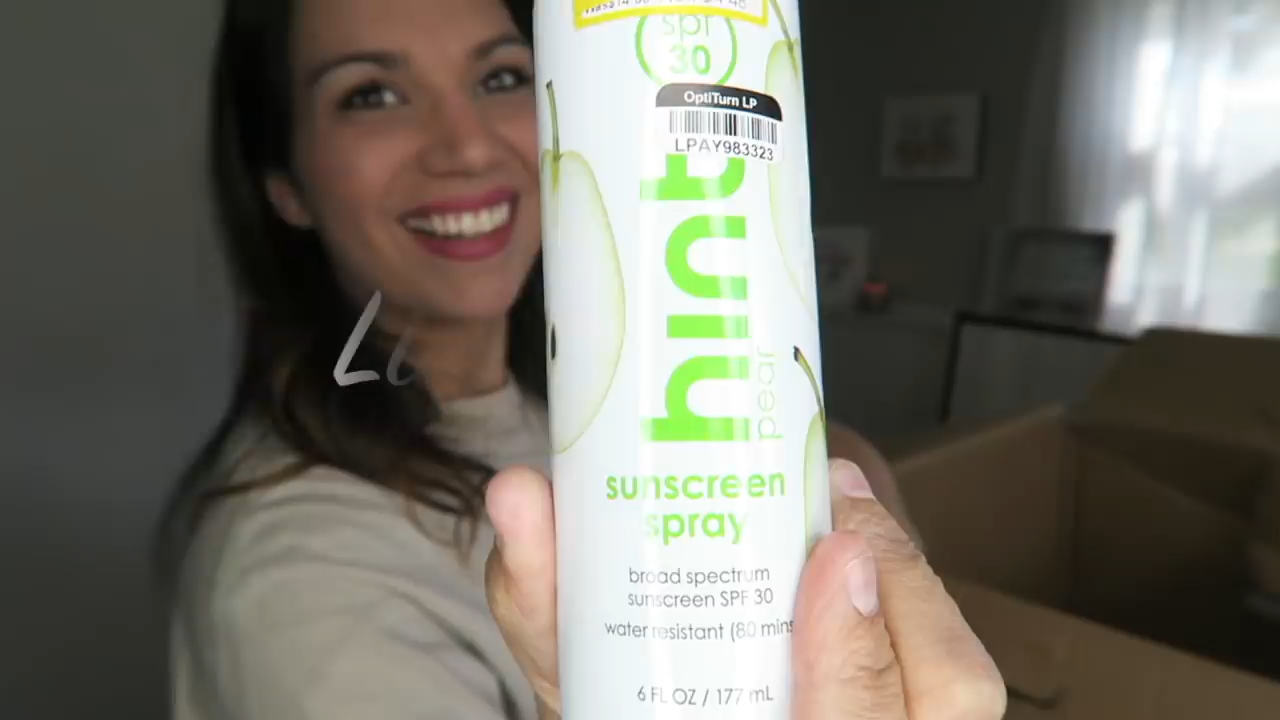 spf
30
OptiTurn LP
LPAY983323
hint
pear
sunscreen
spray
broad spectrum
sunscreen SPF 30
water resistant (80 mins
6 FL OZ / 177 mL